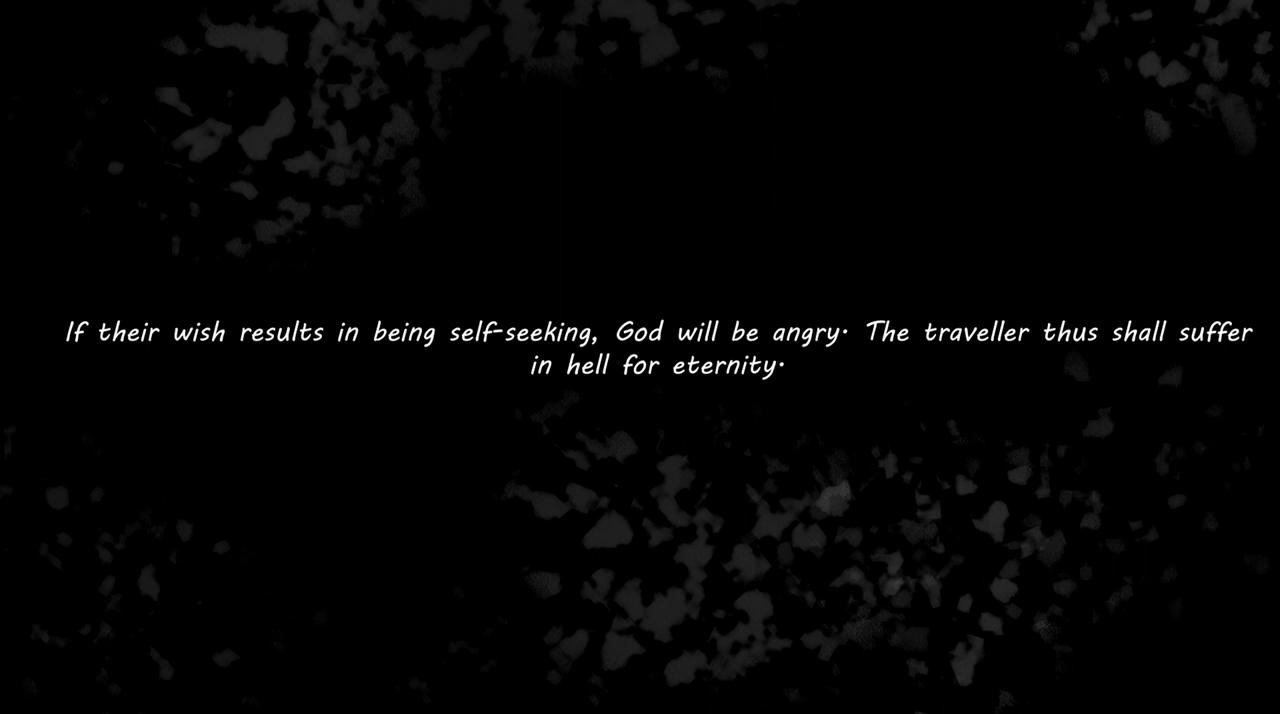 If their wish results in being self-seeking, God will be angry. The traveller thus shall suffer
in hell for eternity.